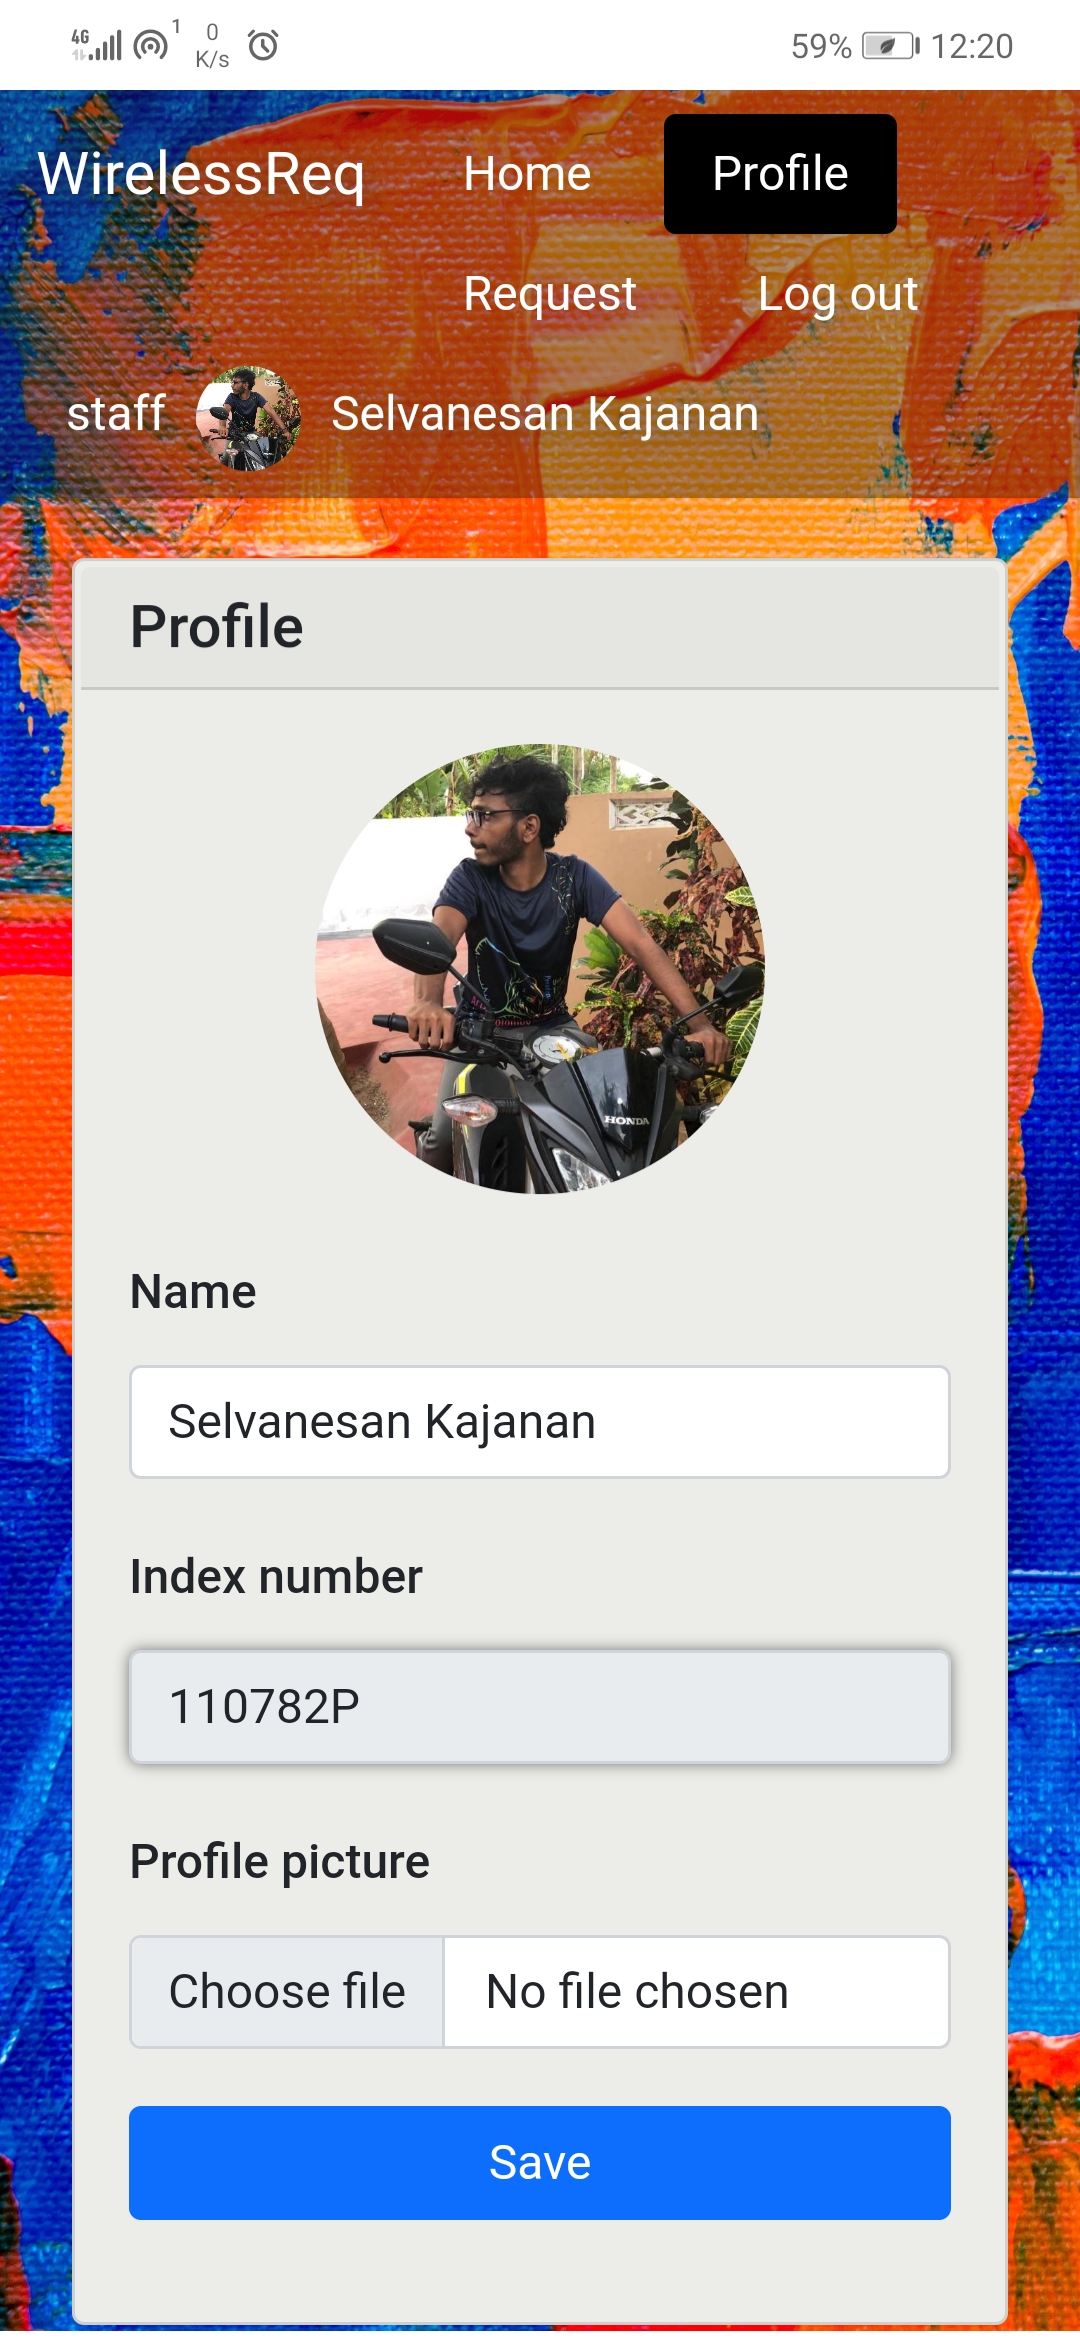 4G 1 0 K/s 59% 12:20
WirelessReq Home Profile
Request Log out
staff Selvanesan Kajanan
Profile
HONDA
Name
Selvanesan Kajanan
Index number
110782P
Profile picture
Choose file No file chosen
Save